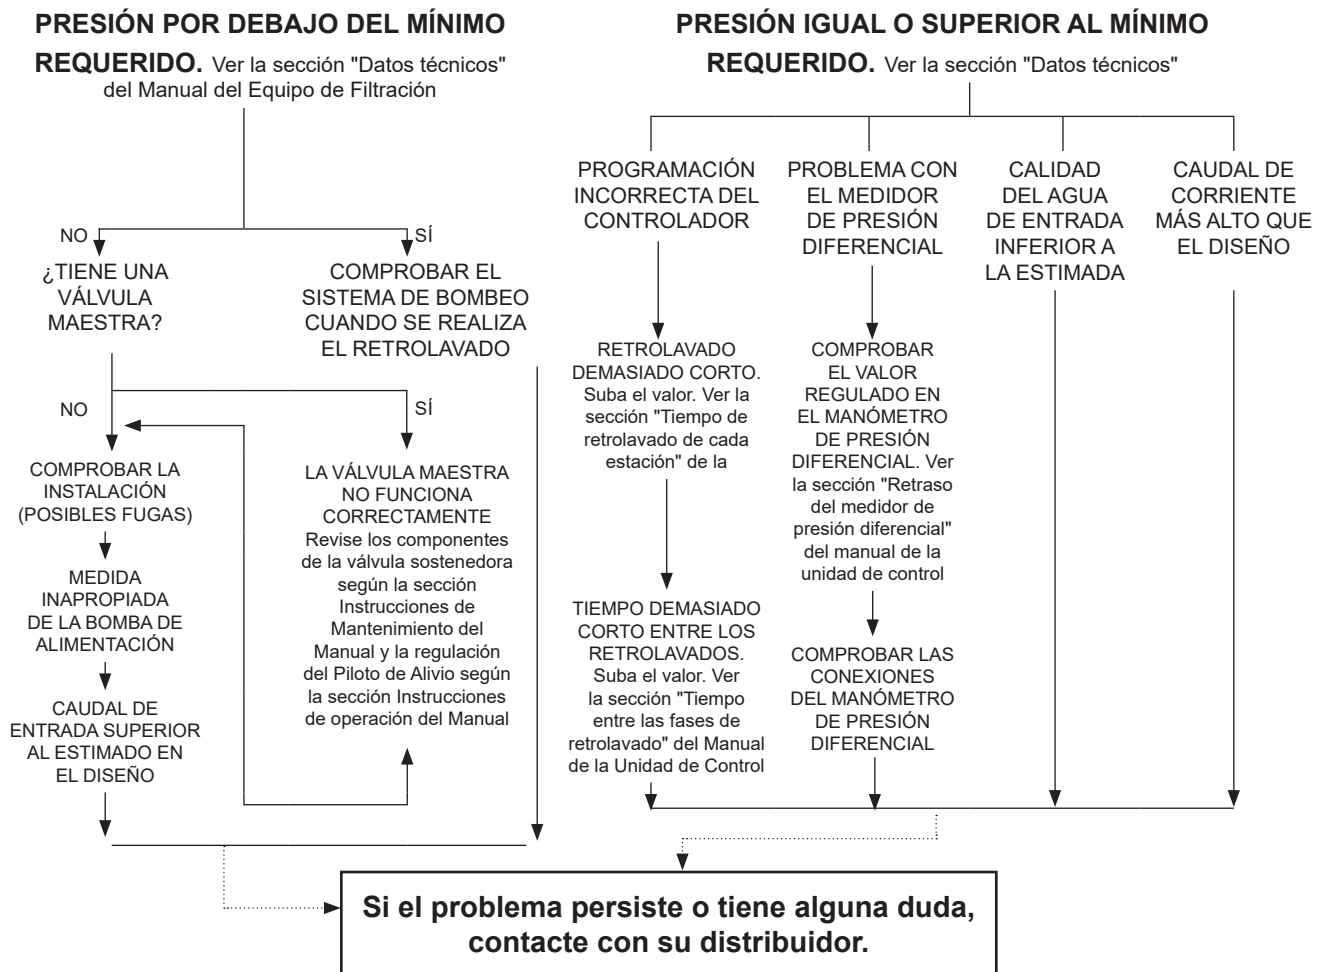 PRESIÓN POR DEBAJO DEL MÍNIMO
REQUERIDO. Ver la sección "Datos técnicos"
del Manual del Equipo de Filtración
NO
SÍ
¿TIENE UNA
VÁLVULA
MAESTRA?
COMPROBAR EL
SISTEMA DE BOMBEO
CUANDO SE REALIZA
EL RETROLAVADO
NO
SÍ
COMPROBAR LA
INSTALACIÓN
(POSIBLES FUGAS)
MEDIDA
INAPROPIADA
DE LA BOMBA DE
ALIMENTACIÓN
CAUDAL DE
ENTRADA SUPERIOR
AL ESTIMADO EN
EL DISEÑO
LA VÁLVULA MAESTRA
NO FUNCIONA
CORRECTAMENTE
Revise los componentes
de la válvula sostenedora
según la sección
Instrucciones de
Mantenimiento del
Manual y la regulación
del Piloto de Alivio según
la sección Instrucciones
de operación del Manual
PRESIÓN IGUAL O SUPERIOR AL MÍNIMO
REQUERIDO. Ver la sección "Datos técnicos"
PROGRAMACIÓN
INCORRECTA DEL
CONTROLADOR
RETROLAVADO
DEMASIADO CORTO.
Suba el valor. Ver la
sección "Tiempo de
retrolavado de cada
estación" de la
TIEMPO DEMASIADO
CORTO ENTRE LOS
RETROLAVADOS.
Suba el valor. Ver
la sección "Tiempo
entre las fases de
retrolavado" del Manual
de la Unidad de Control
PROBLEMA CON
EL MEDIDOR
DE PRESIÓN
DIFERENCIAL
COMPROBAR
EL VALOR
REGULADO EN
EL MANÓMETRO
DE PRESIÓN
DIFERENCIAL. Ver
la sección "Retraso
del medidor de
presión diferencial"
del manual de la
unidad de control
COMPROBAR LAS
CONEXIONES
DEL MANÓMETRO
DE PRESIÓN
DIFERENCIAL
CALIDAD
DEL AGUA
DE ENTRADA
INFERIOR A
LA ESTIMADA
CAUDAL DE
CORRIENTE
MÁS ALTO QUE
EL DISEÑO
Si el problema persiste o tiene alguna duda,
contacte con su distribuidor.